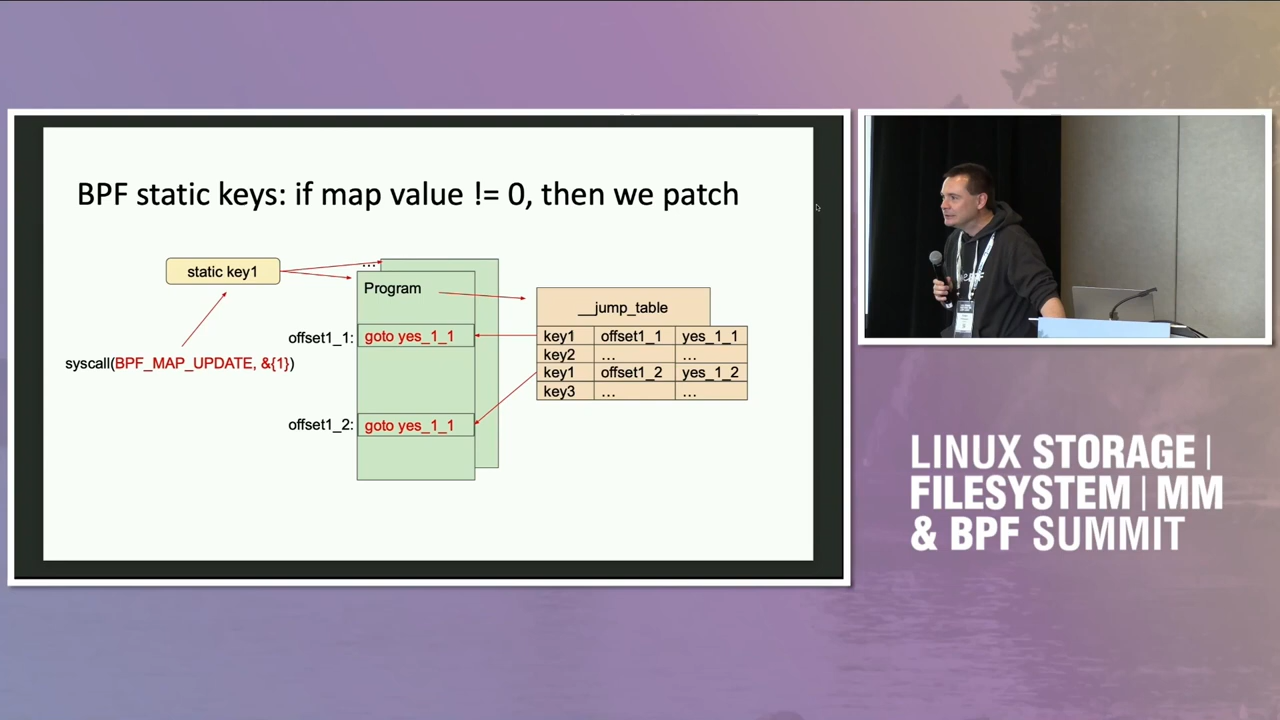 BPF static keys: if map value != 0, then we patch
static key1
...
Program
__jump_table
offset1_1:
goto yes_1_1
key1 offset1_1 yes_1_1
key2 ... ...
syscall(BPF_MAP_UPDATE, &{1})
key1 offset1_2 yes_1_2
key3 ... ...
offset1_2:
goto yes_1_1
LINUX STORAGE |
FILESYSTEM | MM
& BPF SUMMIT